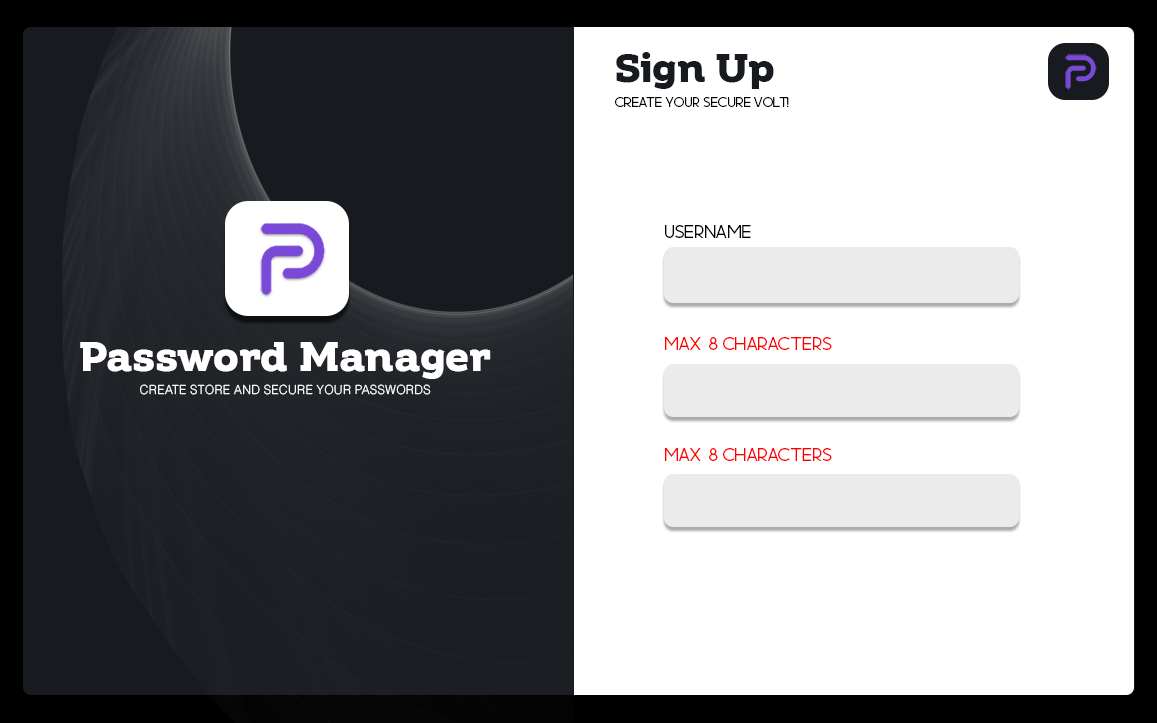 Password Manager
CREATE STORE AND SECURE YOUR PASSWORDS
Sign Up
CREATE YOUR SECURE VOLT!
USERNAME
MAX 8 CHARACTERS
MAX 8 CHARACTERS